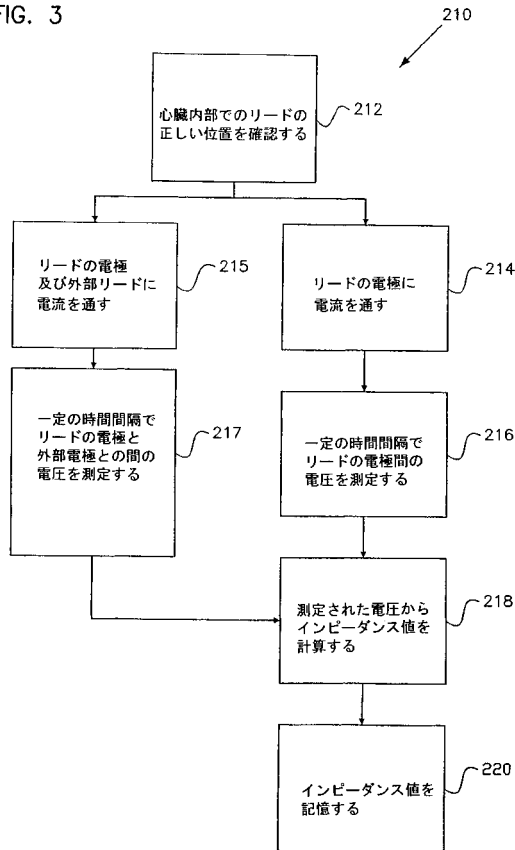 FIG. 3
210
心臓内部でのリードの
正しい位置を確認する
212
リードの電極
及び外部リードに
電流を通す
215
リードの電極に
電流を通す
214
一定の時間間隔で
リードの電極と
外部電極との間の
電圧を測定する
217
一定の時間間隔で
リードの電極間の
電圧を測定する
216
測定された電圧から
インピーダンス値を
計算する
218
インピーダンス値を
記憶する
220